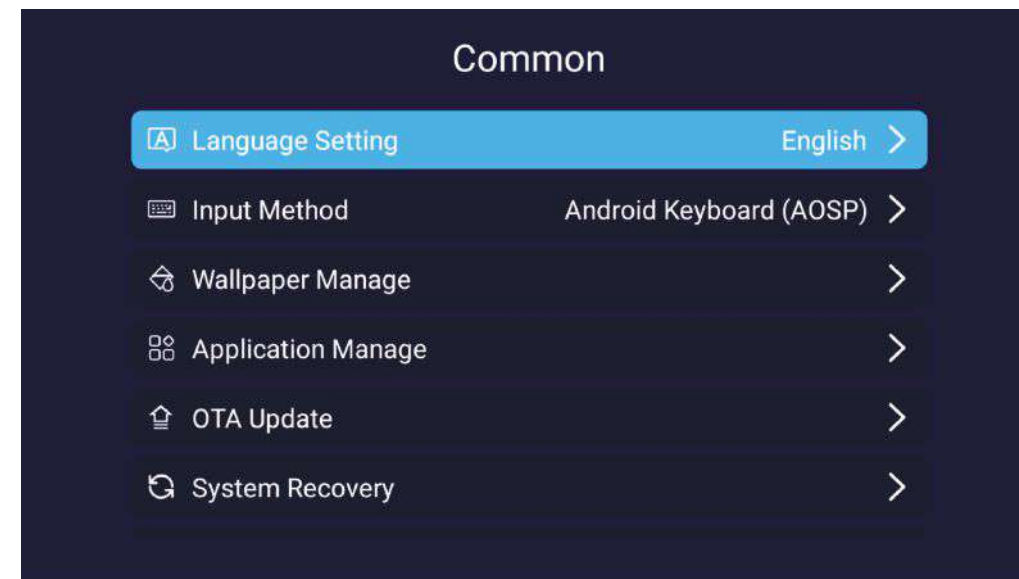 Common
Language Setting English
Input Method Android Keyboard (AOSP)
Wallpaper Manage
Application Manage
OTA Update
System Recovery